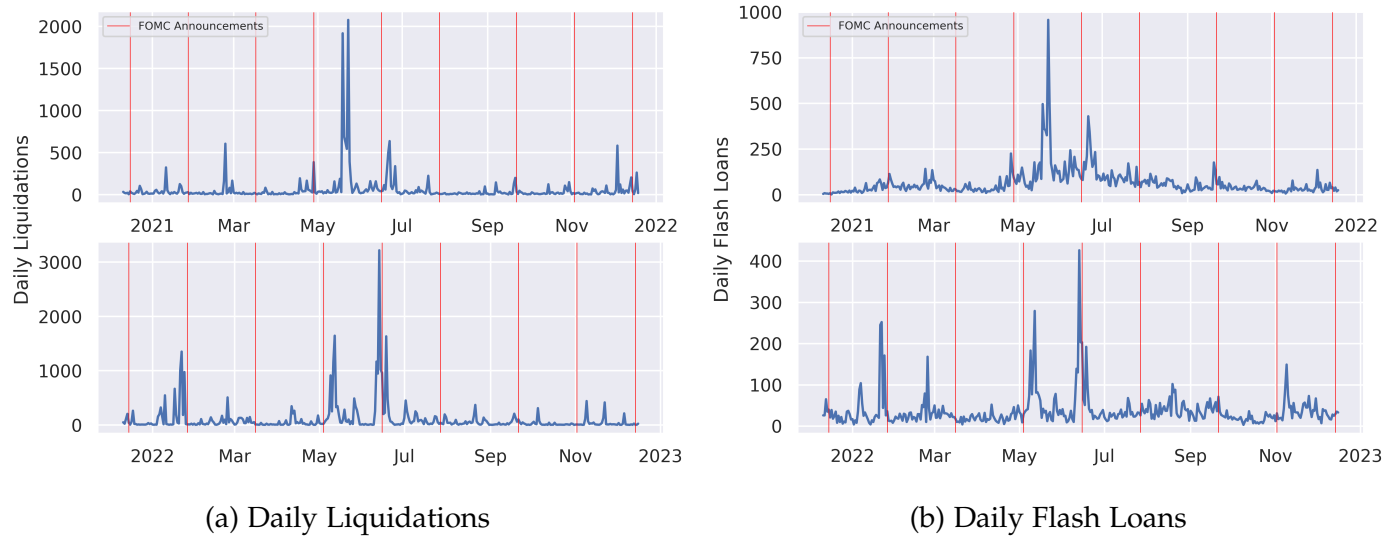 Daily Liquidations
FOMC Announcements
2000
1500
1000
500
0
2021 Mar May Jul Sep Nov 2022
3000
2000
1000
0
2022 Mar May Jul Sep Nov 2023
(a) Daily Liquidations
Daily Flash Loans
FOMC Announcements
1000
750
500
250
0
2021 Mar May Jul Sep Nov 2022
400
300
200
100
0
2022 Mar May Jul Sep Nov 2023
(b) Daily Flash Loans